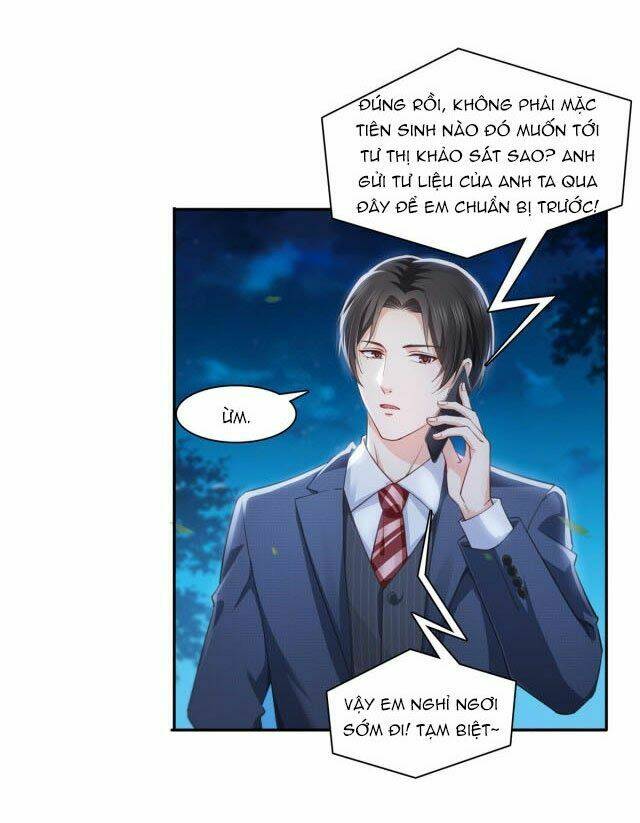 ĐÚNG RỒI, KHÔNG PHẢI MẶC
TIÊN SINH NÀO ĐÓ MUỐN TỚI
TƯ THỊ KHẢO SÁT SAO? ANH
GỬI TƯ LIỆU CỦA ANH TA QUA
ĐÂY ĐỂ EM CHUẨN BỊ TRƯỚC!
ỪM.
VẬY EM NGHỈ NGƠI
SỚM ĐI! TẠM BIỆT~